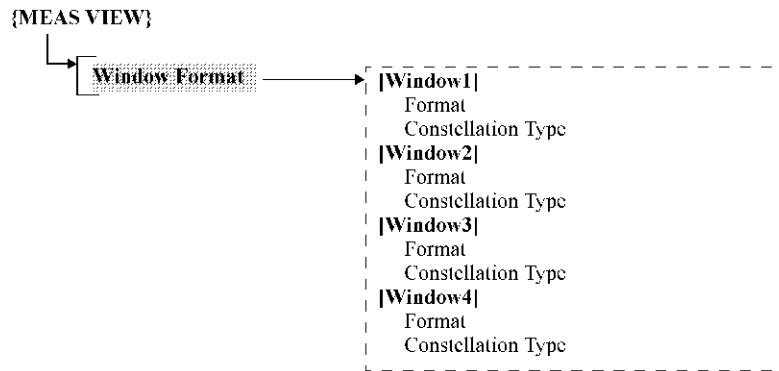 {MEAS VIEW}
Window Format
|Window1|
Format
Constellation Type
|Window2|
Format
Constellation Type
|Window3|
Format
Constellation Type
|Window4|
Format
Constellation Type